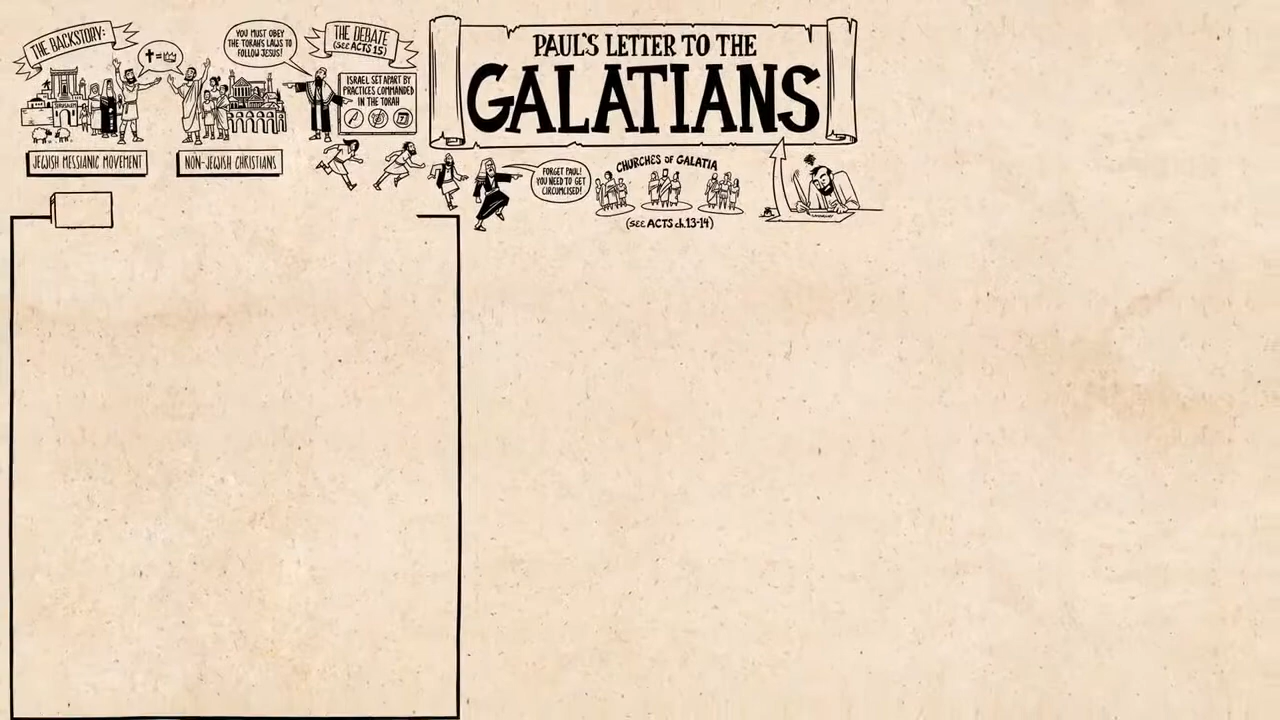 THE BACKSTORY:
YOU MUST OBEY
THE TORAH'S LAWS TO
FOLLOW JESUS!
THE DEBATE
(SEE ACTS 15)
JERUSALEM
ISRAEL SET APART BY
PRACTICES COMMANDED
IN THE TORAH
JEWISH MESSIANIC MOVEMENT
NON-JEWISH CHRISTIANS
PAUL'S LETTER TO THE
GALATIANS
FORGET PAUL!
YOU NEED TO GET
CIRCUMCISED!
CHURCHES OF GALATIA
(SEE ACTS ch.13-14)